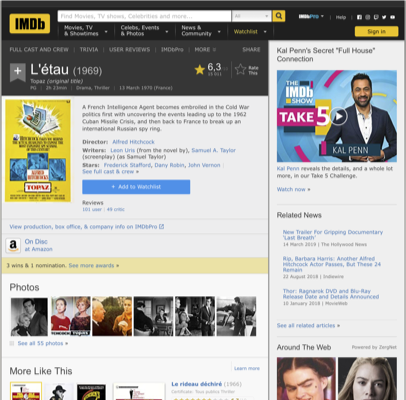 IMDb
Find Movies, TV shows, Celebrities and more...
All
Movies, TV
& Showtimes
Celebs, Events
& Photos
News &
Community
Watchlist
IMDbPro
Help
Sign in
FULL CAST AND CREW | TRIVIA | USER REVIEWS | IMDbPro | MORE
SHARE
L'étau (1969)
Topaz (original title)
PG | 2h 23min | Drama, Thriller | 13 March 1970 (France)
6,3
Rate
This
A French Intelligence Agent becomes embroiled in the Cold War
politics first with uncovering the events leading up to the 1962
Cuban Missile Crisis, and then back to France to break up an
international Russian spy ring.
Director: Alfred Hitchcock
Writers: Leon Uris (from the novel by), Samuel A. Taylor
(screenplay) (as Samuel Taylor)
Stars: Frederick Stafford, Dany Robin, John Vernon
See full cast & crew »
+ Add to Watchlist
Reviews
101 user | 49 critic
TOPAZ
View production, box office, & company info on IMDbPro
On Disc
at Amazon
3 wins & 1 nomination. See more awards »
Photos
See all 55 photos »
More Like This
Learn more
Le rideau déchiré (1966)
Certificate: Tous publics Thriller
Kal Penn's Secret "Full House"
Connection
THE
IMDb
SHOW
TAKE 5
KAL PENN
Kal Penn reveals the details, and a whole lot
more, in our Take 5 Challenge.
Watch now »
Related News
New Trailer For Gripping Documentary
'Last Breath'
14 March 2019 | The Hollywood News
Rip, Barbara Harris: Another
Hitchcock Actor Passes, But These 24
Remain
22 August 2018 | Indiewire
Thor: Ragnarok DVD and Blu-Ray
Release Date and Details Announced
10 January 2018 | MovieWeb
See all related articles »
Around The Web
Powered by ZergNet